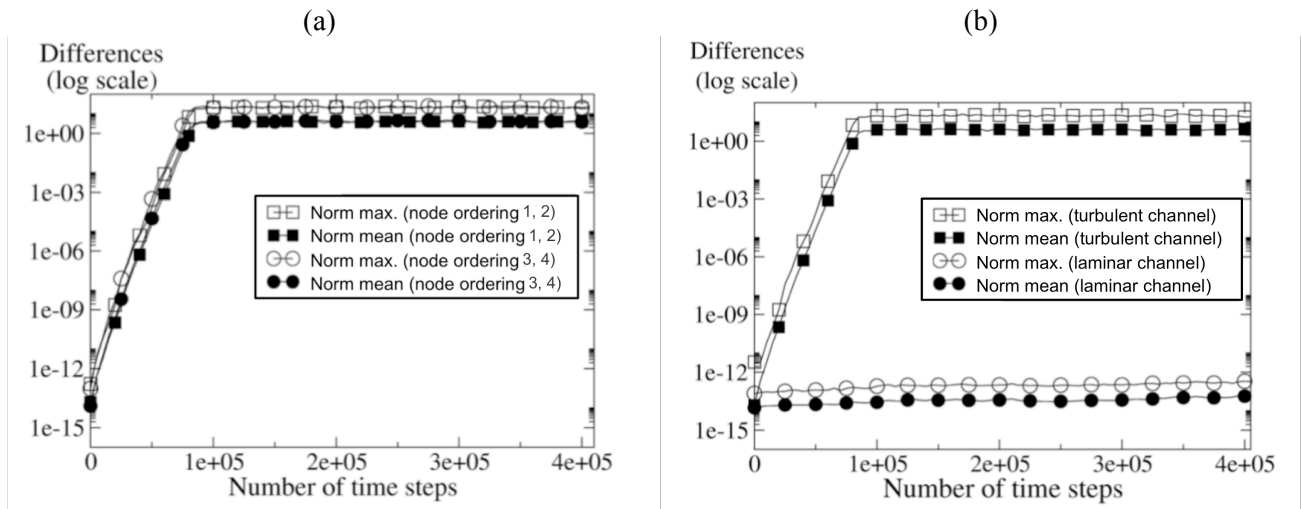 (a)
Differences
(log scale)
1e+00
1e-03
1e-06
1e-09
1e-12
1e-15
Norm max. (node ordering 1, 2)
Norm mean (node ordering 1, 2)
Norm max. (node ordering 3, 4)
Norm mean (node ordering 3, 4)
0
1e+05
2e+05
3e+05
4e+05
Number of time steps
(b)
Differences
(log scale)
1e+00
1e-03
1e-06
1e-09
1e-12
1e-15
Norm max. (turbulent channel)
Norm mean (turbulent channel)
Norm max. (laminar channel)
Norm mean (laminar channel)
0
1e+05
2e+05
3e+05
4e+05
Number of time steps